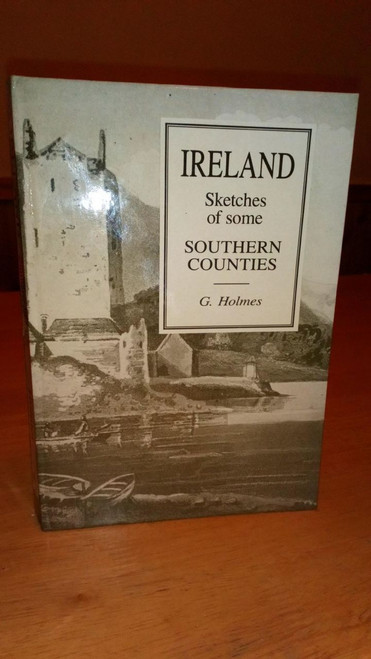 IRELAND
Sketches
of some
SOUTHERN
COUNTIES
G. Holmes